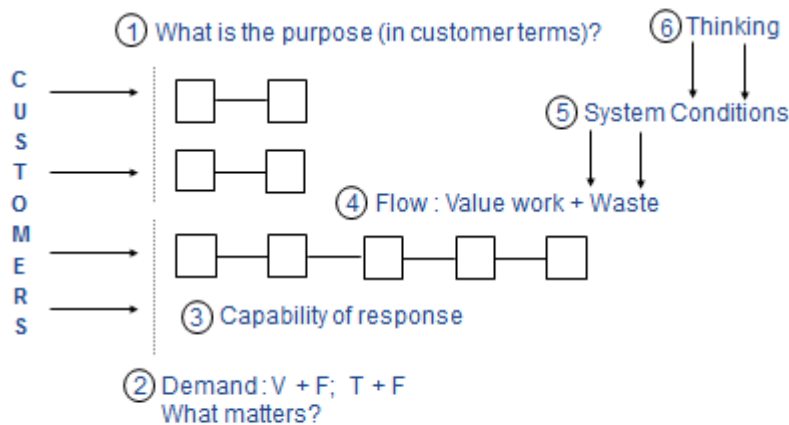 ① What is the purpose (in customer terms)?
⑥ Thinking
CUSTOMERS
⑤ System Conditions
④ Flow : Value work + Waste
③ Capability of response
② Demand : V + F; T + F
What matters?